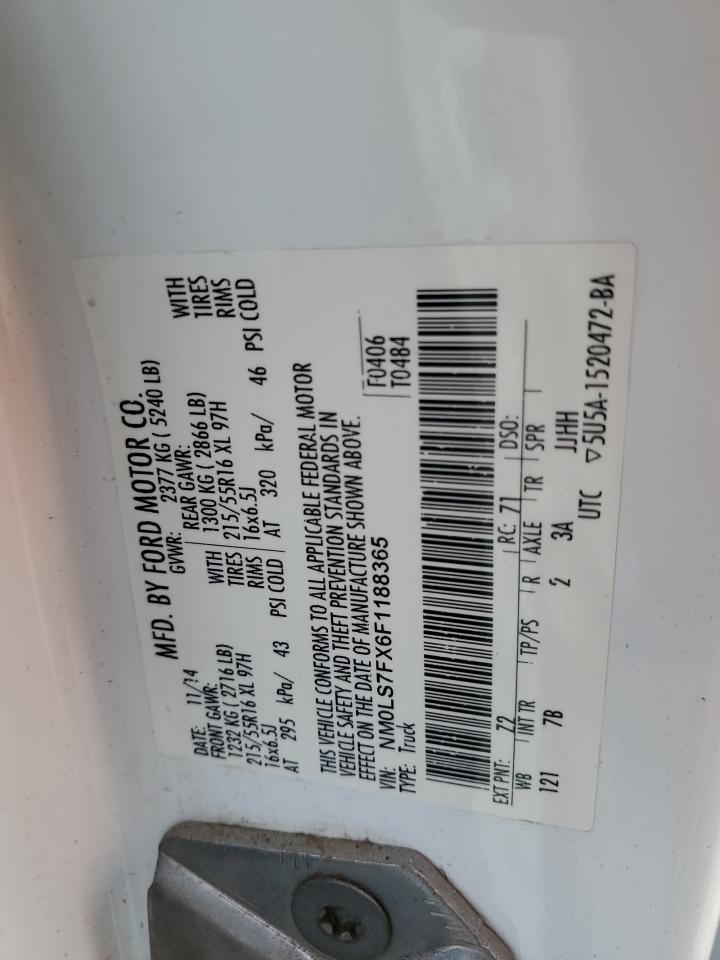 MFD. BY FORD MOTOR CO.
DATE: 11/14 GVWR: 2377 KG ( 5240 LB)
FRONT GAWR: REAR GAWR: WITH
1232 KG ( 2716 LB) WITH 1300 KG ( 2866 LB) TIRES
215/55R16 XL 97H TIRES 215/55R16 XL 97H RIMS
16x6.5J RIMS 16x6.5J
AT 295 kPa/ 43 PSI COLD AT 320 kPa/ 46 PSI COLD
THIS VEHICLE CONFORMS TO ALL APPLICABLE FEDERAL MOTOR
VEHICLE SAFETY AND THEFT PREVENTION STANDARDS IN
EFFECT ON THE DATE OF MANUFACTURE SHOWN ABOVE.
VIN: NM0LS7FX6F1188365 F0406
TYPE: Truck T0484
EXT PNT: Z2 RC: 71 DSO:
WB INT TR TP/PS R AXLE TR SPR
121 7B 2 3A JJHH
UTC ▽5U5A-1520472-BA